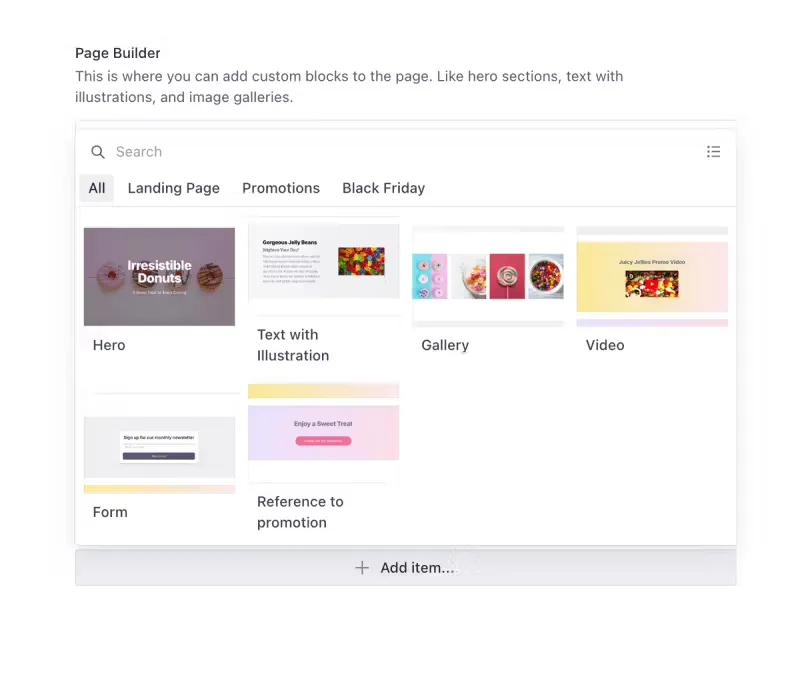 Page Builder
This is where you can add custom blocks to the page. Like hero sections, text with
illustrations, and image galleries.
Search
All
Landing Page
Promotions
Black Friday
Irresistible
Donuts
Hero
Gorgeous Jelly Beans
Brighten Your Day!
Text with
Illustration
Gallery
Juicy Jellies Promo Video
Video
Sign up for our monthly newsletter
Form
Enjoy a Sweet Treat
Reference to
promotion
Add item...